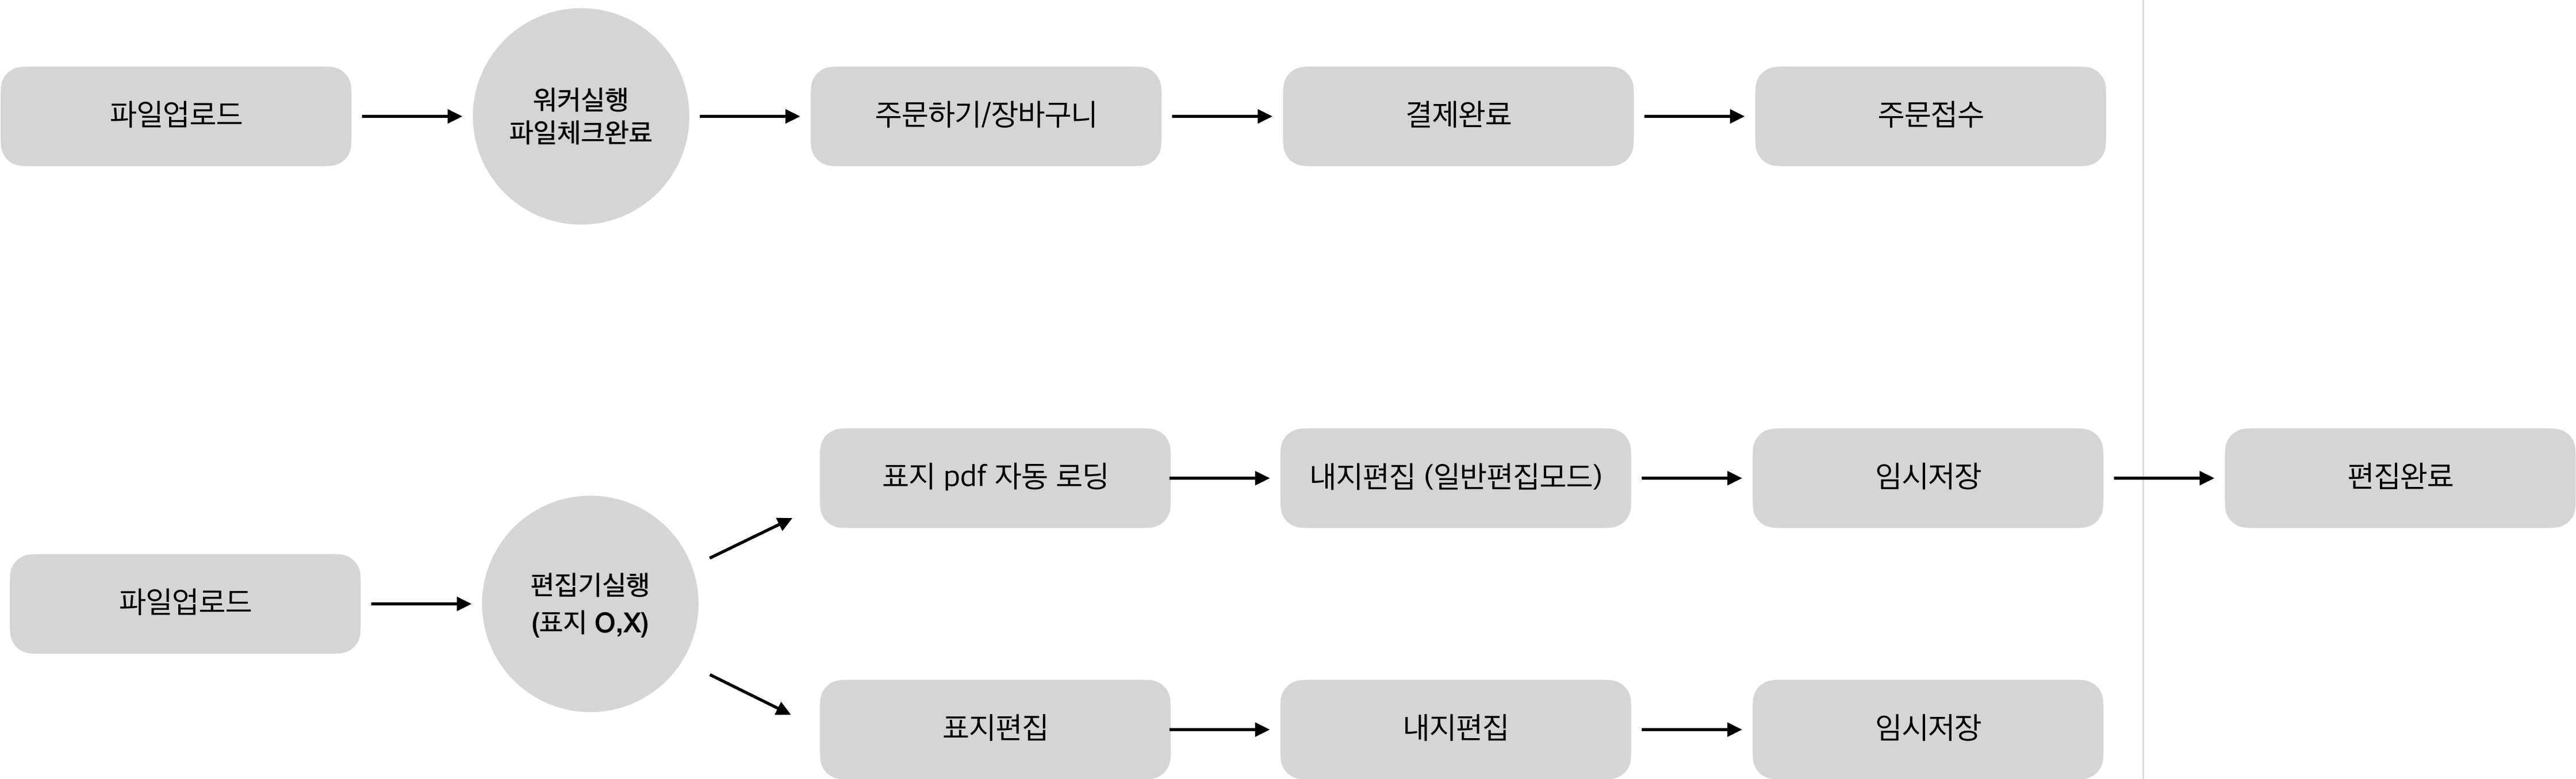 파일업로드
워커실행
파일체크완료
주문하기/장바구니
결제완료
주문접수
파일업로드
편집기실행
(표지 O,X)
표지 pdf 자동 로딩
내지편집 (일반편집모드)
임시저장
편집완료
표지편집
내지편집
임시저장